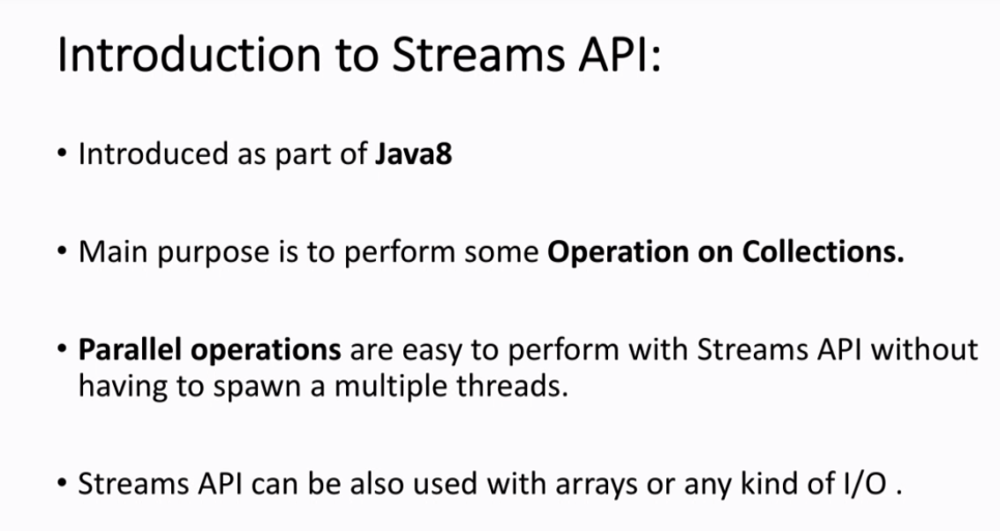 Introduction to Streams API:
• Introduced as part of Java8
• Main purpose is to perform some Operation on Collections.
• Parallel operations are easy to perform with Streams API without
having to spawn a multiple threads.
• Streams API can be also used with arrays or any kind of I/O .